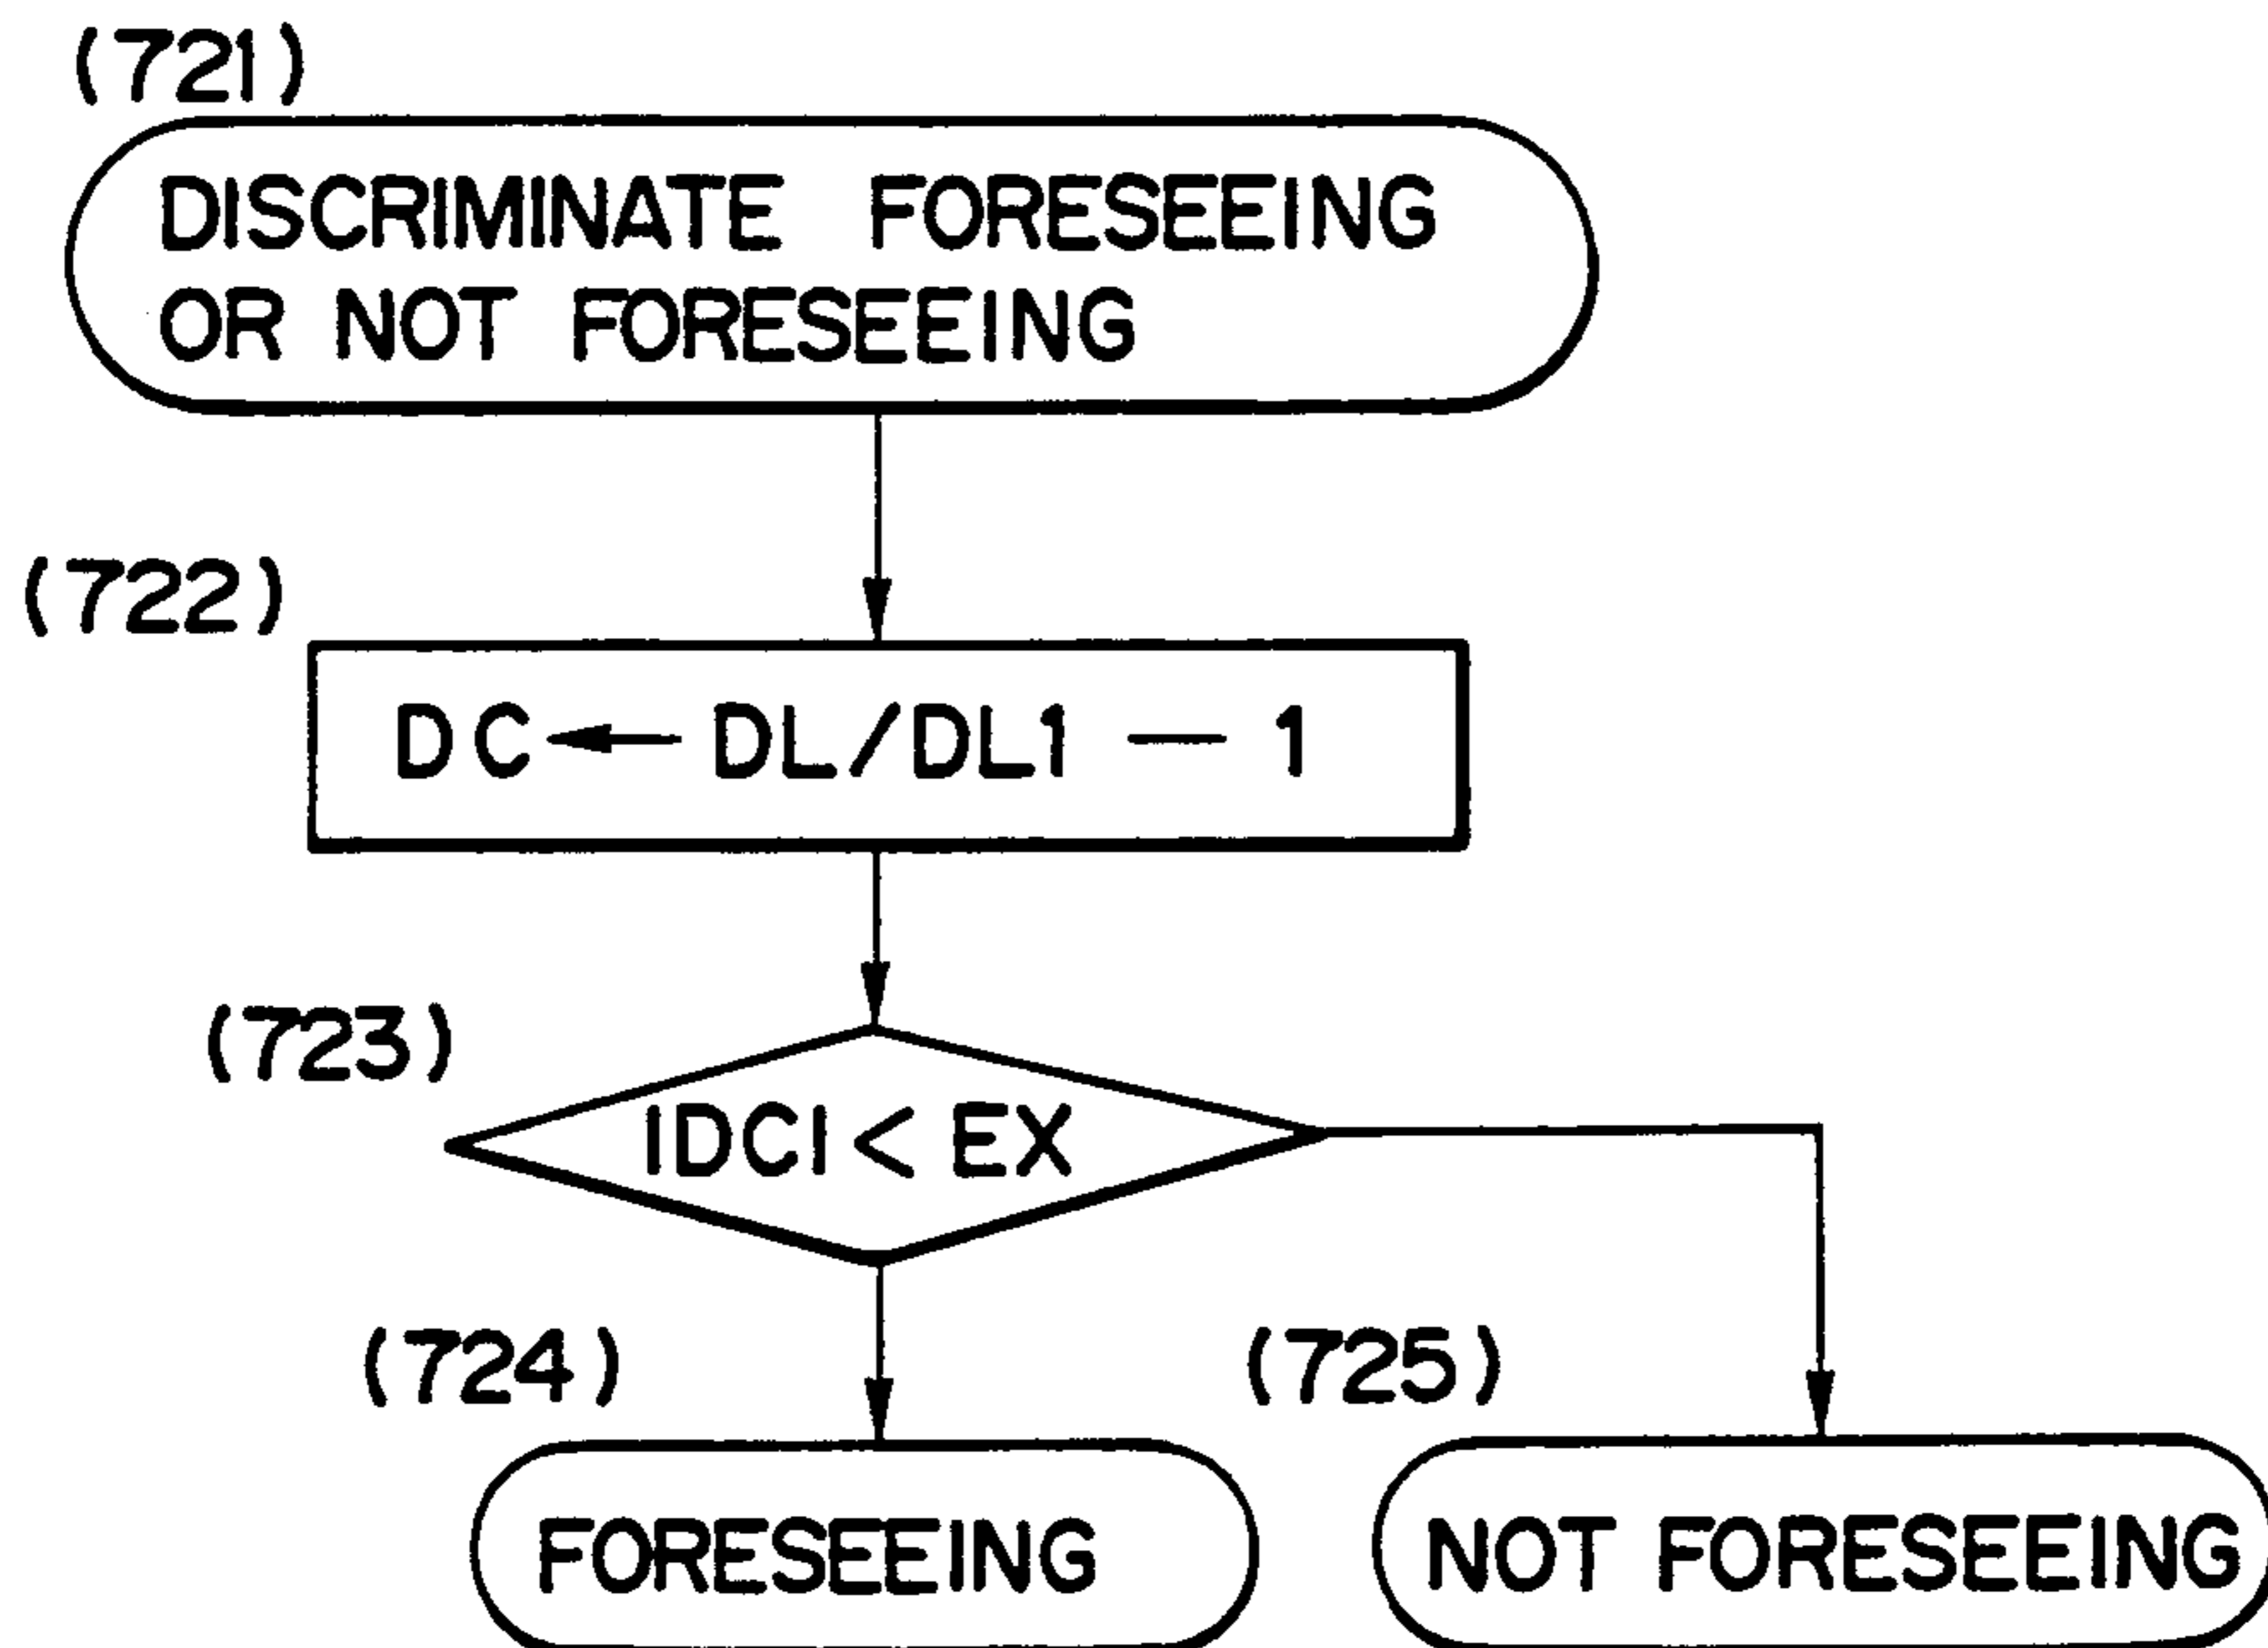 (721)
DISCRIMINATE FORESEEING
OR NOT FORESEEING
(722)
DC ← DL/DL1 — 1
(723)
|DC| < EX
(724)
(725)
FORESEEING
NOT FORESEEING